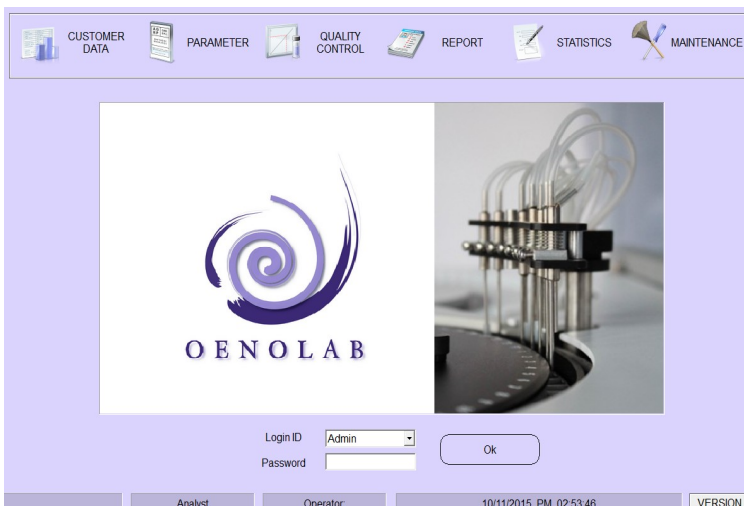 CUSTOMER
DATA
PARAMETER
QUALITY
CONTROL
REPORT
STATISTICS
MAINTENANCE
OENOLAB
Login ID
Admin
Password
Ok
Analyst
Operator:
10/11/2015 PM 02:53:46
VERSION